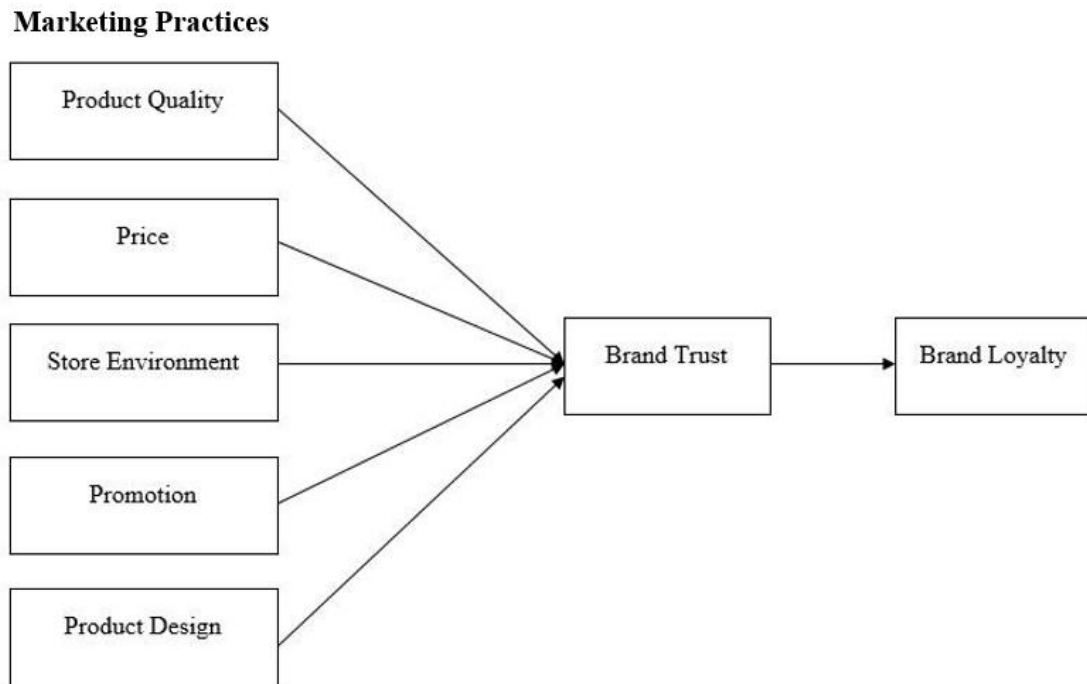 Marketing Practices
Product Quality
Price
Store Environment
Brand Trust
Brand Loyalty
Promotion
Product Design